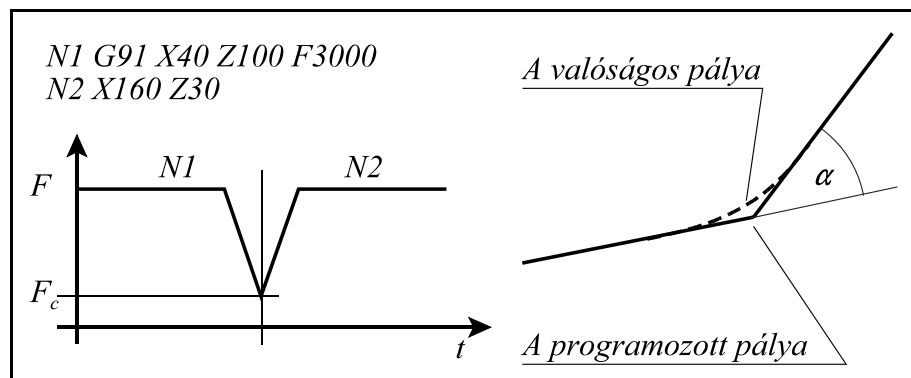 N1 G91 X40 Z100 F3000
N2 X160 Z30
A valóságos pálya
N1
N2
F
α
F_c
t
A programozott pálya